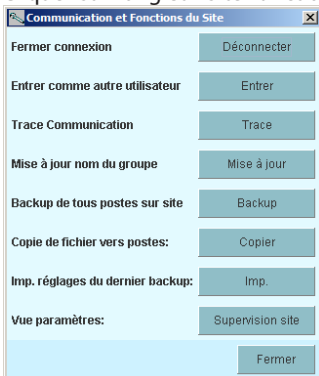 Communication et Fonctions du Site
Fermer connexion Déconnecter
Entrer comme autre utilisateur Entrer
Trace Communication Trace
Mise à jour nom du groupe Mise à jour
Backup de tous postes sur site Backup
Copie de fichier vers postes: Copier
Imp. réglages du dernier backup: Imp.
Vue paramètres: Supervision site
Fermer